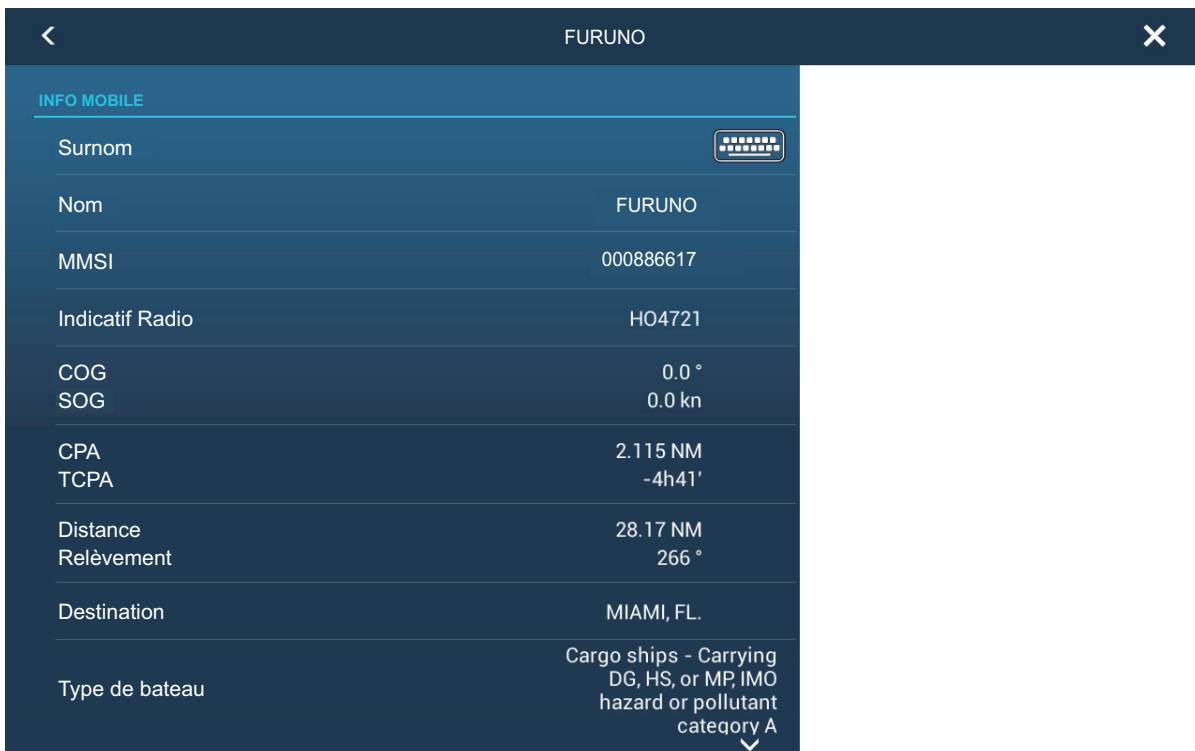 FURUNO
INFO MOBILE
Surnom
Nom FURUNO
MMSI 000886617
Indicatif Radio HO4721
COG 0.0 °
SOG 0.0 kn
CPA 2.115 NM
TCPA -4h41'
Distance 28.17 NM
Relèvement 266 °
Destination MIAMI, FL.
Type de bateau
Cargo ships - Carrying
DG, HS, or MP, IMO
hazard or pollutant
category A